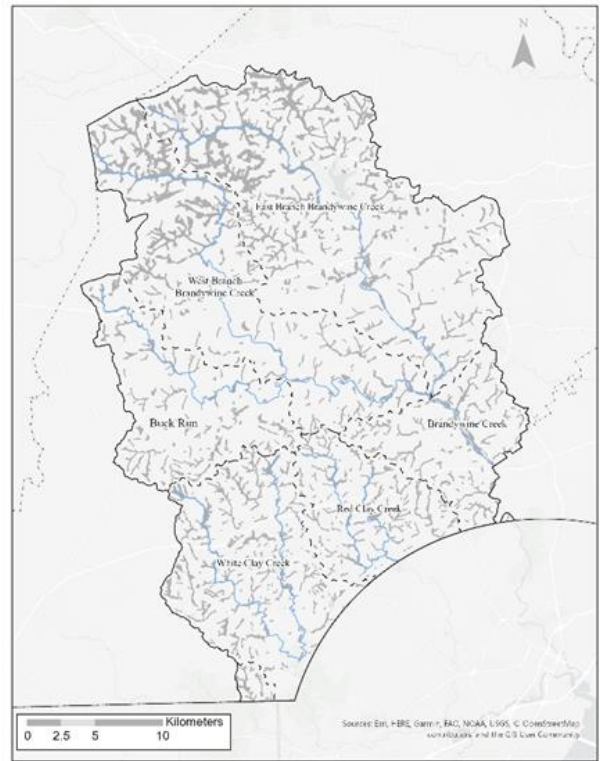 N
East Branch Brandywine Creek
West Branch
Brandywine Creek
Buck Run
Brandywine Creek
Red Clay Creek
White Clay Creek
Kilometers
0 2.5 5 10
Sources: Esri, HERE, Garmin, FAO, NOAA, USGS, © OpenStreetMap
contributors, and the GIS User Community